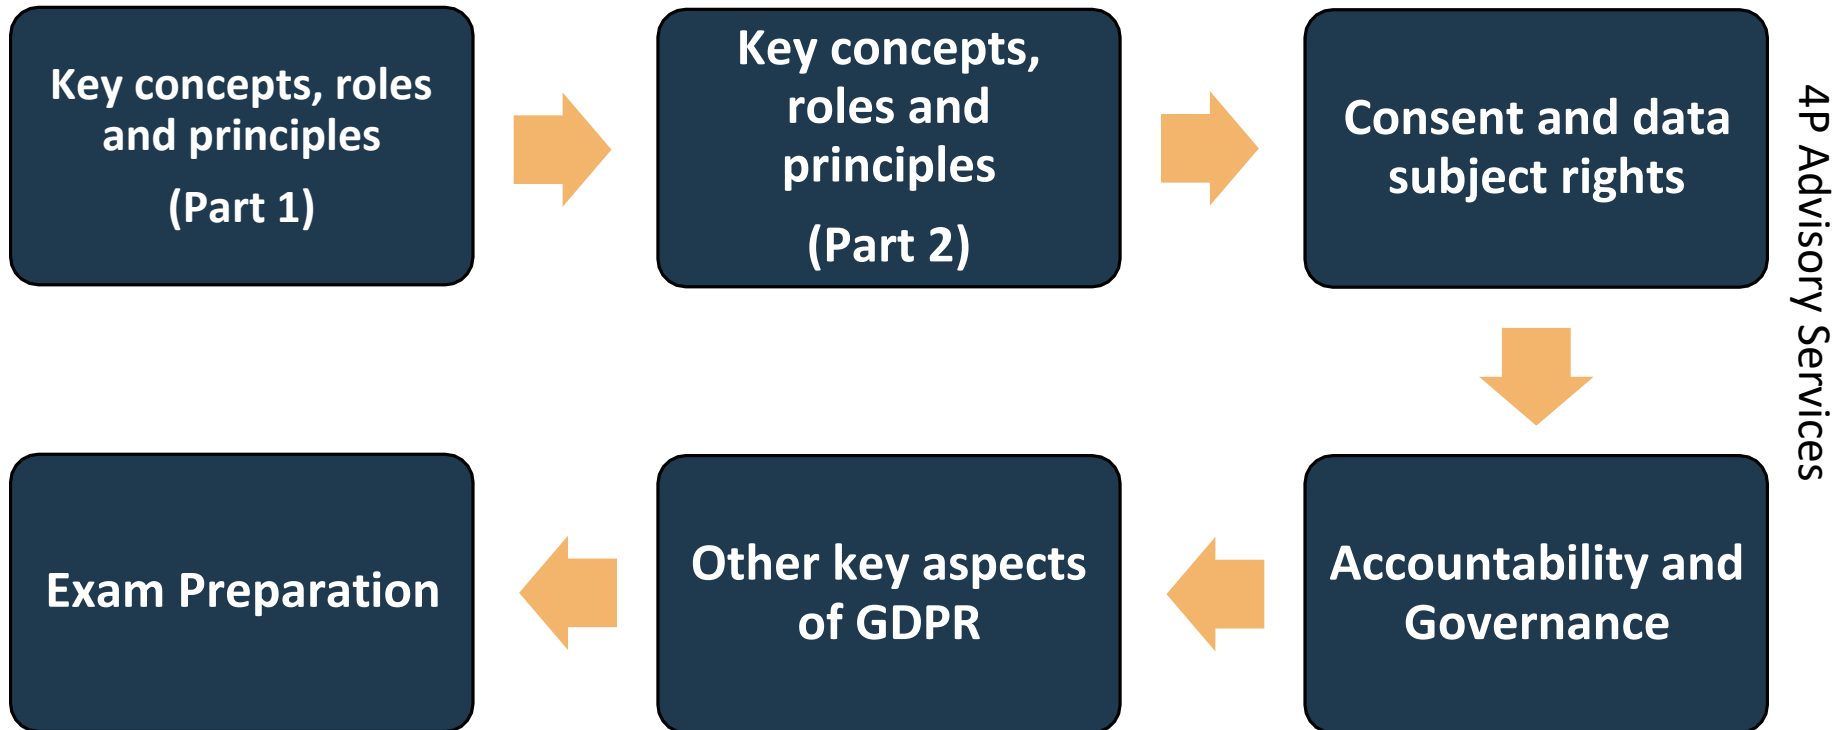 Key concepts, roles
and principles
(Part 1)
Key concepts,
roles and
principles
(Part 2)
Consent and data
subject rights
Accountability and
Governance
Other key aspects
of GDPR
Exam Preparation
4P Advisory Services